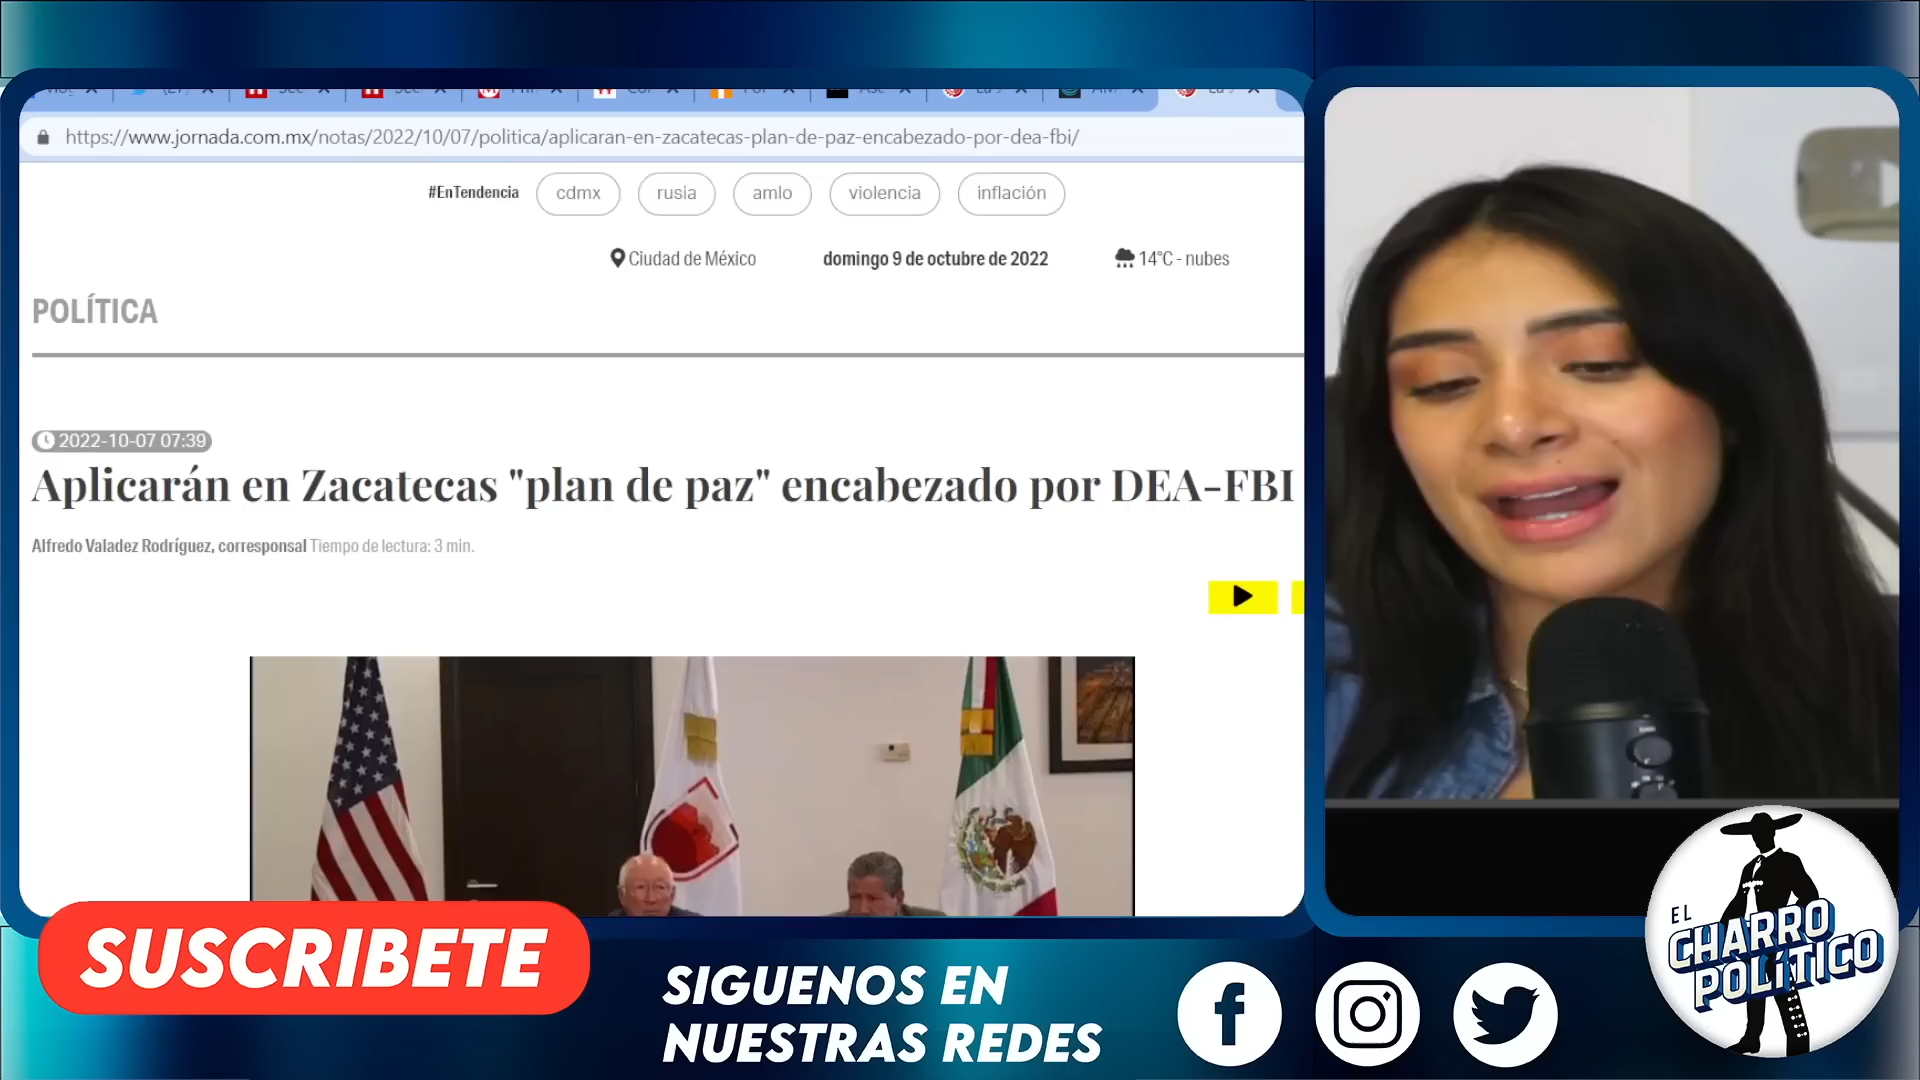 https://www.jornada.com.mx/notas/2022/10/07/politica/aplicaran-en-zacatecas-plan-de-paz-encabezado-por-dea-fbi/
#EnTendencia cdmx rusia amlo violencia inflación
Ciudad de México domingo 9 de octubre de 2022 14°C - nubes
POLÍTICA
2022-10-07 07:39
Aplicarán en Zacatecas "plan de paz" encabezado por DEA-FBI
Alfredo Valadez Rodríguez, corresponsal Tiempo de lectura: 3 min.
SUSCRIBETE
SIGUENOS EN
NUESTRAS REDES
EL
CHARRO
POLÍTICO